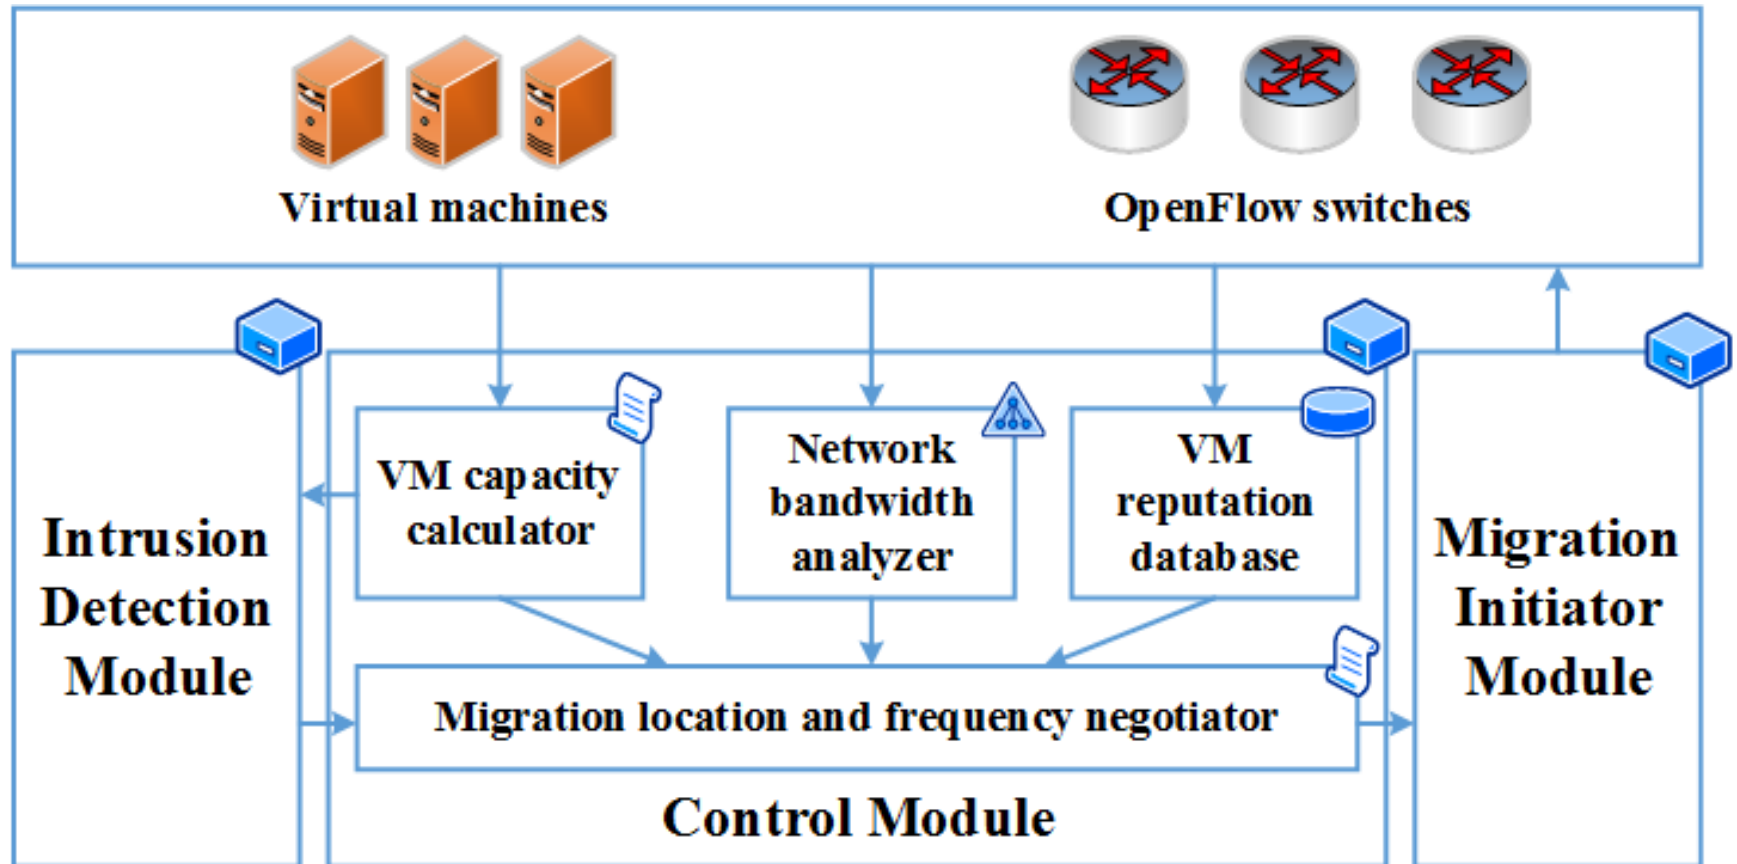 Virtual machines
OpenFlow switches
Intrusion
Detection
Module
VM capacity
calculator
Network
bandwidth
analyzer
VM
reputation
database
Migration location and frequency negotiator
Control Module
Migration
Initiator
Module